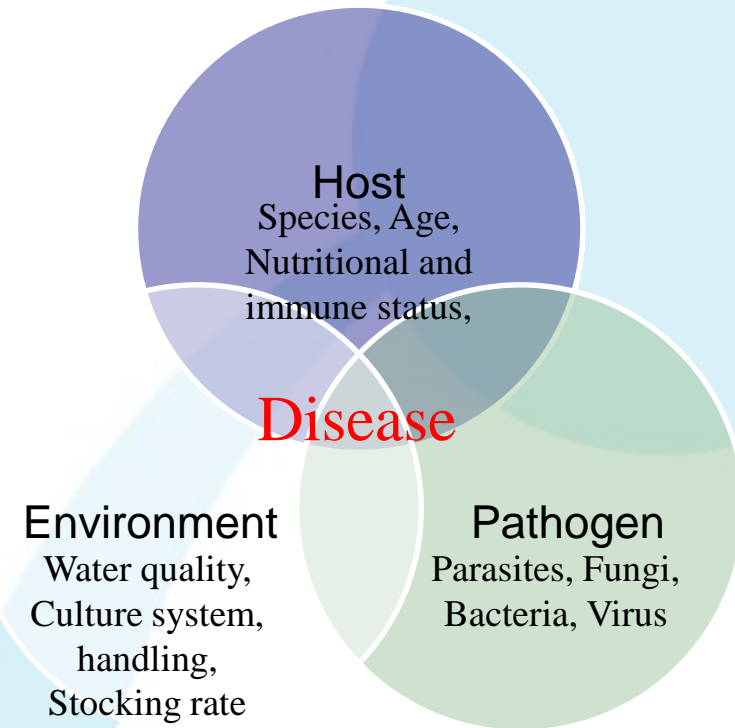 Host
Species, Age,
Nutritional and
immune status,
Disease
Environment
Water quality,
Culture system,
handling,
Stocking rate
Pathogen
Parasites, Fungi,
Bacteria, Virus